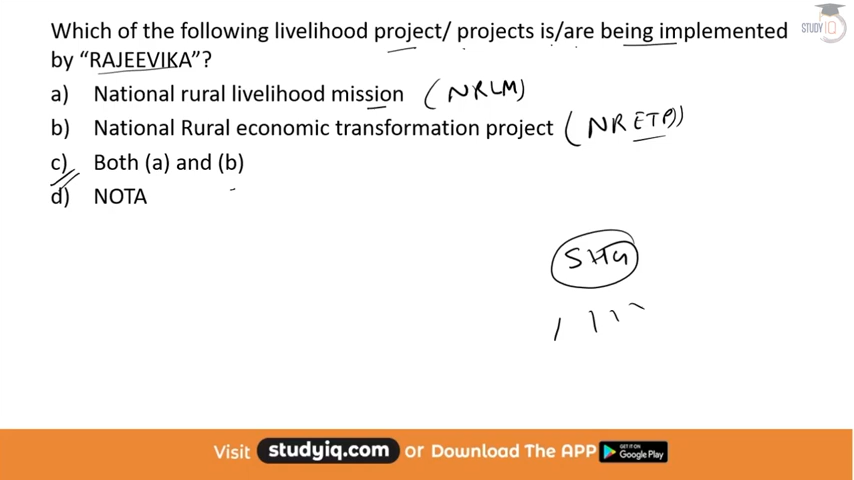 STUDY IQ
Which of the following livelihood project/ projects is/are being implemented
by “RAJEEVIKA”?
a) National rural livelihood mission (NRLM)
b) National Rural economic transformation project (NRETP))
c) Both (a) and (b)
d) NOTA
SHG
Visit studyiq.com or Download The APP GET IT ON Google Play